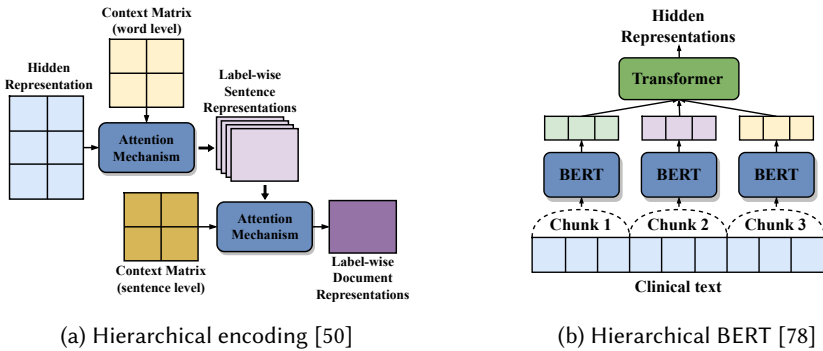 Context Matrix
(word level)
Hidden
Representation
Attention
Mechanism
Label-wise
Sentence
Representations
Context Matrix
(sentence level)
Attention
Mechanism
Label-wise
Document
Representations
(a) Hierarchical encoding [50]
Hidden
Representations
Transformer
BERT
BERT
BERT
Chunk 1
Chunk 2
Chunk 3
Clinical text
(b) Hierarchical BERT [78]